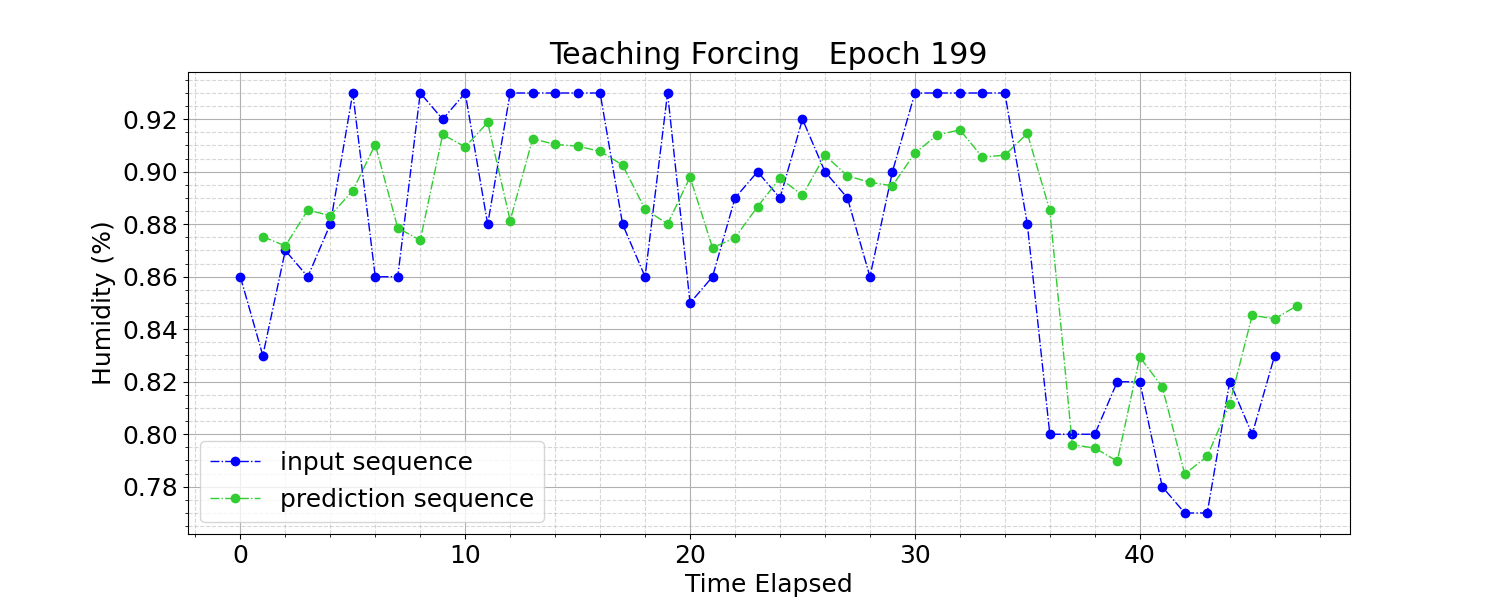 Teaching Forcing   Epoch 199
Humidity (%)
0.92
0.90
0.88
0.86
0.84
0.82
0.80
0.78
input sequence
prediction sequence
0 10 20 30 40
Time Elapsed